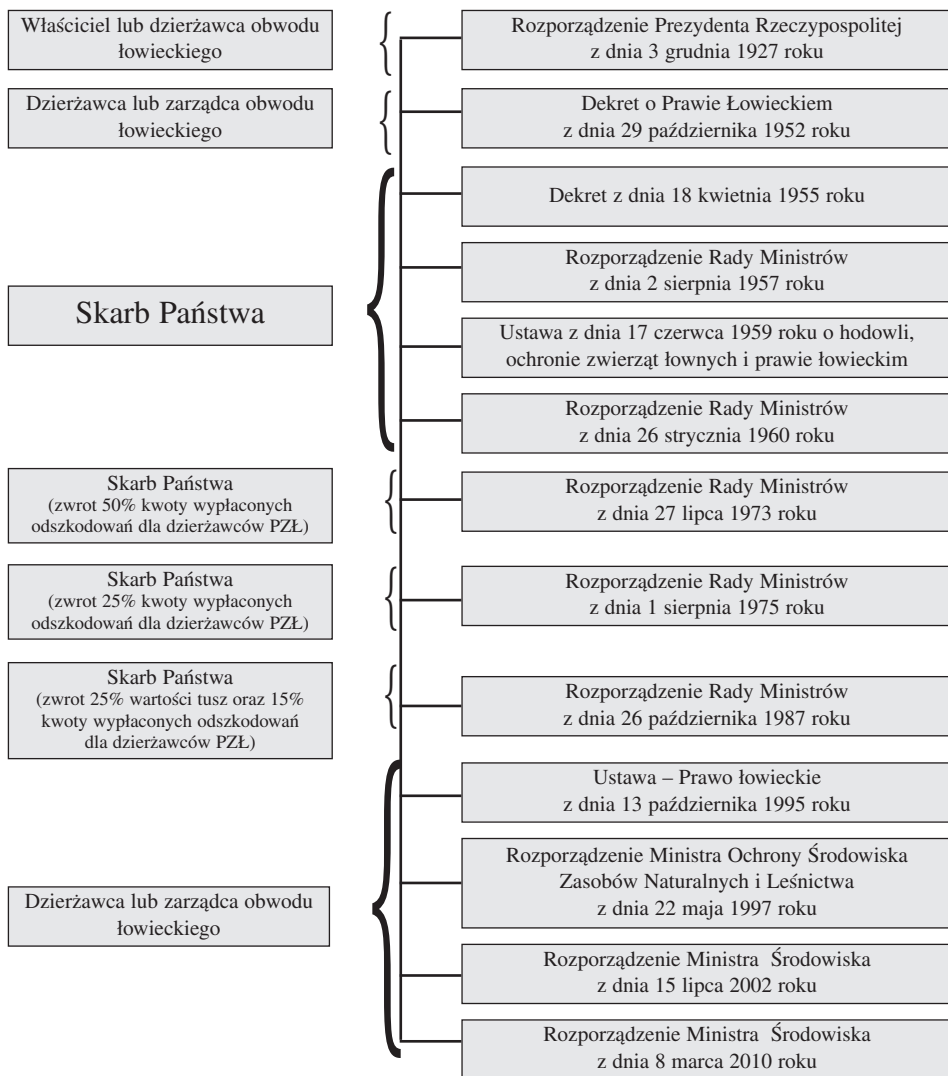 Właściciel lub dzierżawca obwodu
łowieckiego
Rozporządzenie Prezydenta Rzeczypospolitej
z dnia 3 grudnia 1927 roku
Dzierżawca lub zarządca obwodu
łowieckiego
Dekret o Prawie Łowieckiem
z dnia 29 października 1952 roku
Skarb Państwa
Dekret z dnia 18 kwietnia 1955 roku
Rozporządzenie Rady Ministrów
z dnia 2 sierpnia 1957 roku
Ustawa z dnia 17 czerwca 1959 roku o hodowli,
ochronie zwierząt łownych i prawie łowieckim
Rozporządzenie Rady Ministrów
z dnia 26 strycznia 1960 roku
Skarb Państwa
(zwrot 50% kwoty wypłaconych
odszkodowań dla dzierżawców PZŁ)
Rozporządzenie Rady Ministrów
z dnia 27 lipca 1973 roku
Skarb Państwa
(zwrot 25% kwoty wypłaconych
odszkodowań dla dzierżawców PZŁ)
Rozporządzenie Rady Ministrów
z dnia 1 sierpnia 1975 roku
Skarb Państwa
(zwrot 25% wartości tusz oraz 15%
kwoty wypłaconych odszkodowań
dla dzierżawców PZŁ)
Rozporządzenie Rady Ministrów
z dnia 26 października 1987 roku
Dzierżawca lub zarządca obwodu
łowieckiego
Ustawa – Prawo łowieckie
z dnia 13 października 1995 roku
Rozporządzenie Ministra Ochrony Środowiska
Zasobów Naturalnych i Leśnictwa
z dnia 22 maja 1997 roku
Rozporządzenie Ministra Środowiska
z dnia 15 lipca 2002 roku
Rozporządzenie Ministra Środowiska
z dnia 8 marca 2010 roku